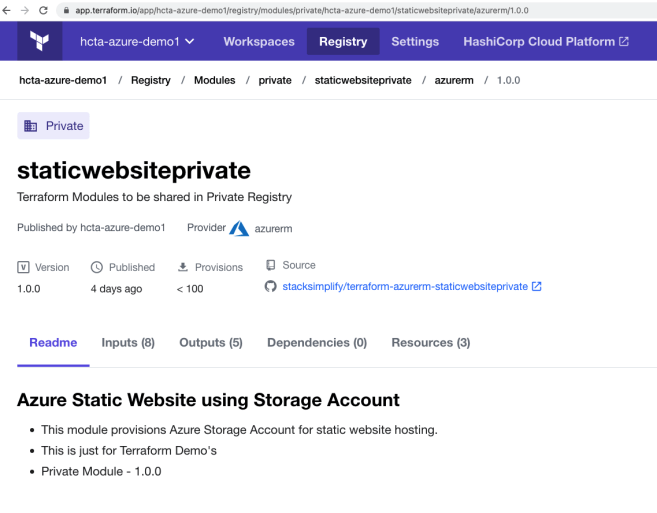 app.terraform.io/app/hcta-azure-demo1/registry/modules/private/hcta-azure-demo1/staticwebsiteprivate/azurerm/1.0.0
hcta-azure-demo1 Workspaces Registry Settings HashiCorp Cloud Platform
hcta-azure-demo1 / Registry / Modules / private / staticwebsiteprivate / azurerm / 1.0.0
Private
staticwebsiteprivate
Terraform Modules to be shared in Private Registry
Published by hcta-azure-demo1 Provider azurerm
V Version Published Provisions Source
1.0.0 4 days ago < 100 stacksimplify/terraform-azurerm-staticwebsiteprivate
Readme Inputs (8) Outputs (5) Dependencies (0) Resources (3)
Azure Static Website using Storage Account
• This module provisions Azure Storage Account for static website hosting.
• This is just for Terraform Demo's
• Private Module - 1.0.0